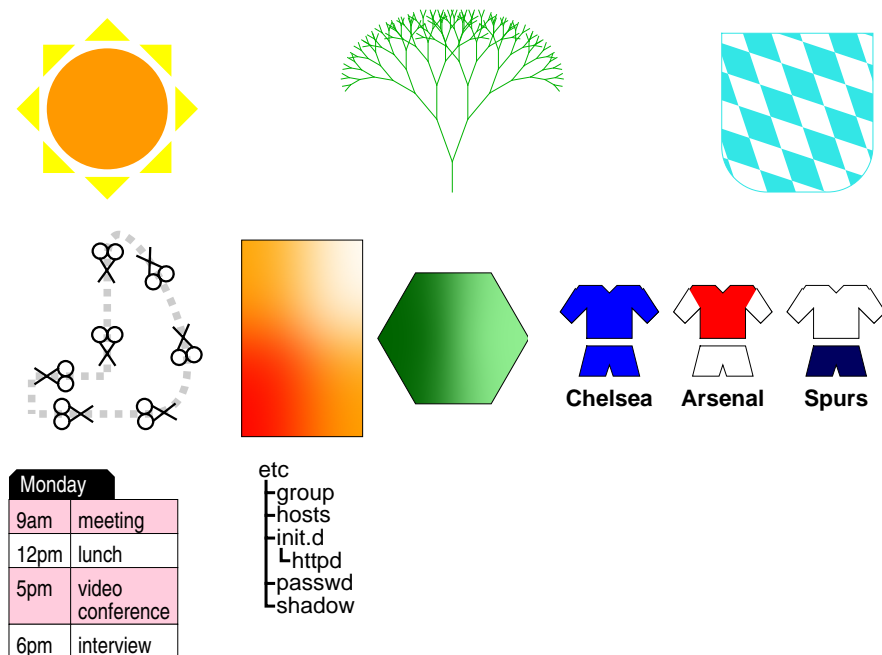 Chelsea Arsenal Spurs
Monday
9am meeting
12pm lunch
5pm video
conference
6pm interview
etc
group
hosts
init.d
httpd
passwd
shadow